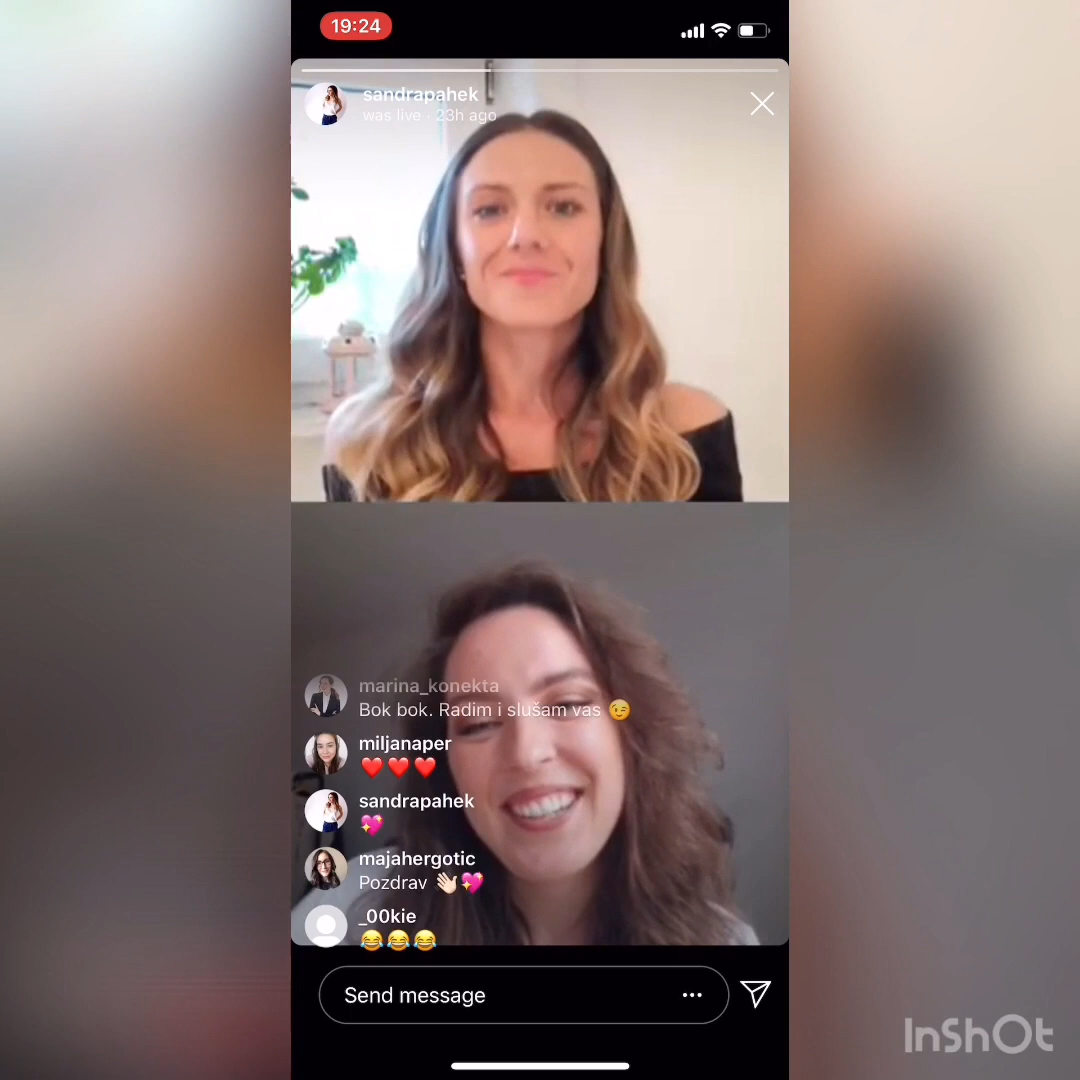 19:24
sandrapahek
was live · 23h ago
marina_konekta
Bok bok. Radim i slušam vas 😉
miljanaper
❤️❤️❤️
sandrapahek
💖
majahergotic
Pozdrav 👋🏻💖
_00kie
😂😂😂
Send message
InShOt